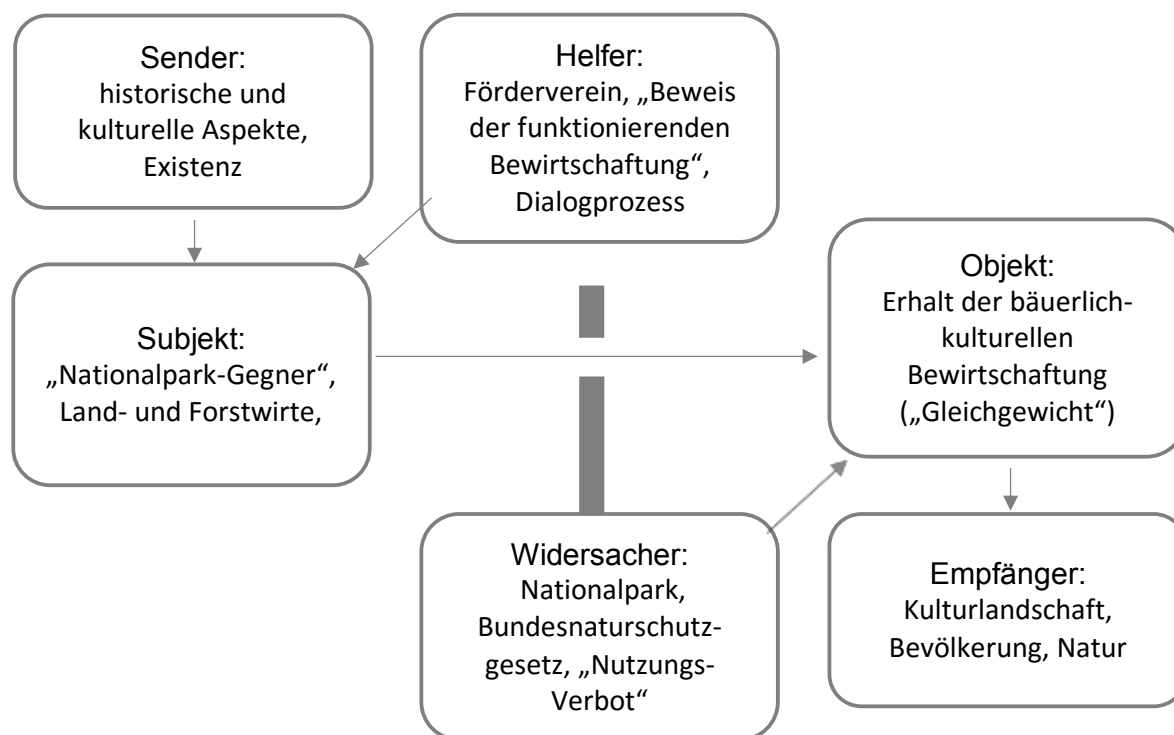 Sender:
historische und
kulturelle Aspekte,
Existenz
Helfer:
Förderverein, „Beweis
der funktionierenden
Bewirtschaftung“,
Dialogprozess
Subjekt:
„Nationalpark-Gegner“,
Land- und Forstwirte,
Objekt:
Erhalt der bäuerlich-
kulturellen
Bewirtschaftung
(„Gleichgewicht“)
Widersacher:
Nationalpark,
Bundesnaturschutz-
gesetz, „Nutzungs-
Verbot“
Empfänger:
Kulturlandschaft,
Bevölkerung, Natur